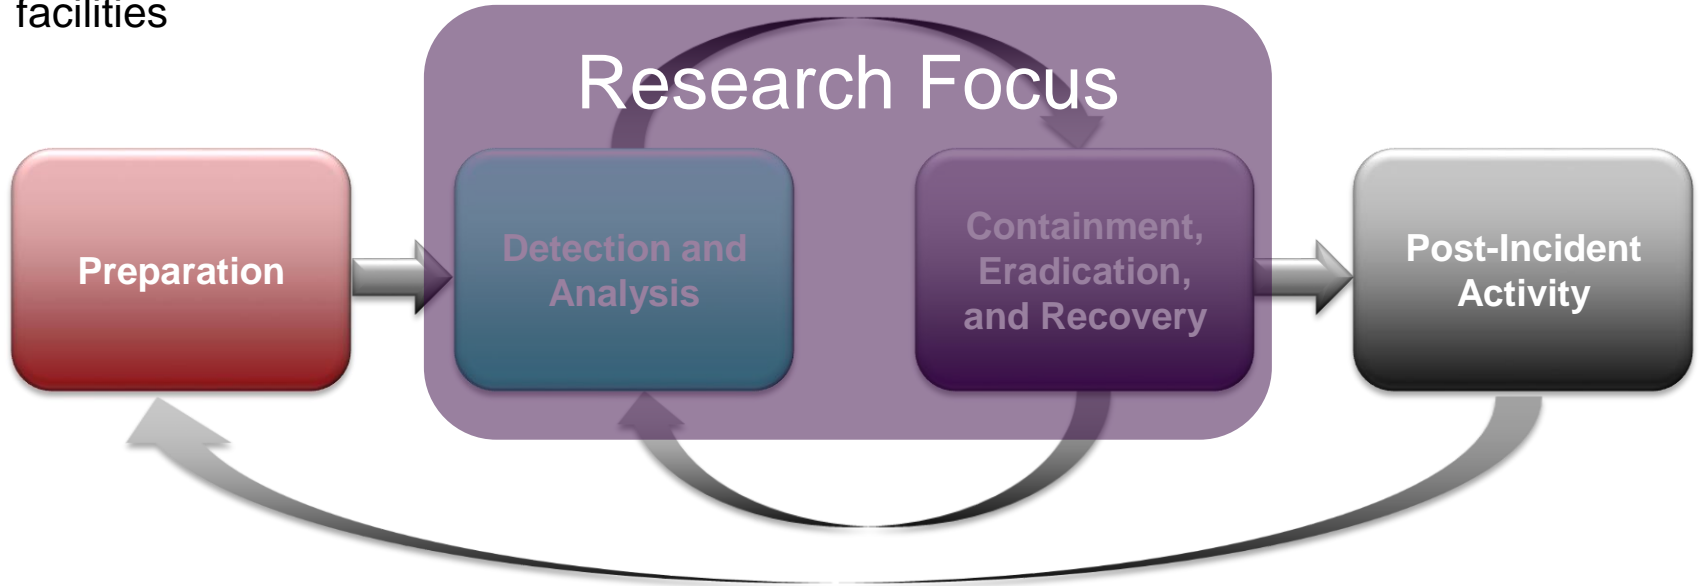 facilities
Research Focus
Preparation
Detection and
Analysis
Containment,
Eradication,
and Recovery
Post-Incident
Activity